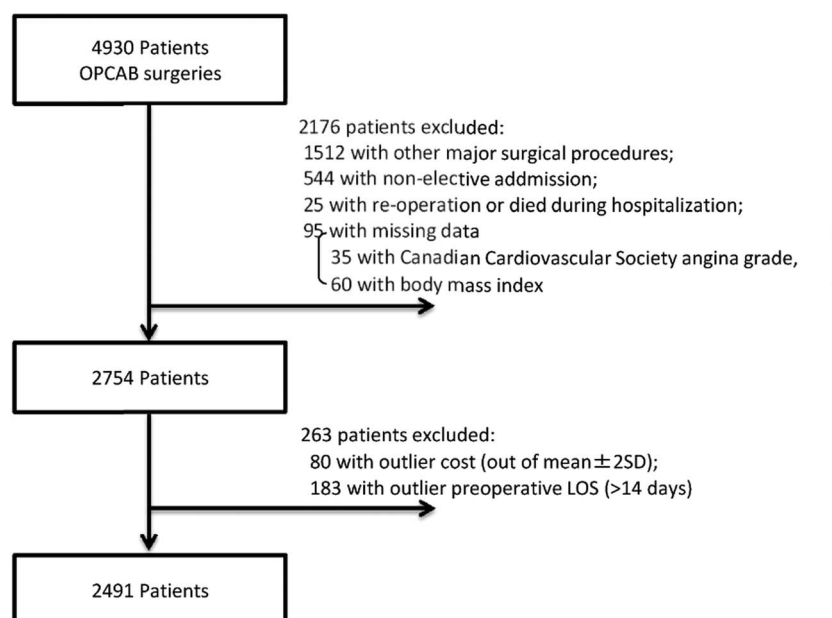 4930 Patients
OPCAB surgeries
2176 patients excluded:
1512 with other major surgical procedures;
544 with non-elective addmission;
25 with re-operation or died during hospitalization;
95 with missing data
35 with Canadian Cardiovascular Society angina grade,
60 with body mass index
2754 Patients
263 patients excluded:
80 with outlier cost (out of mean±2SD);
183 with outlier preoperative LOS (>14 days)
2491 Patients